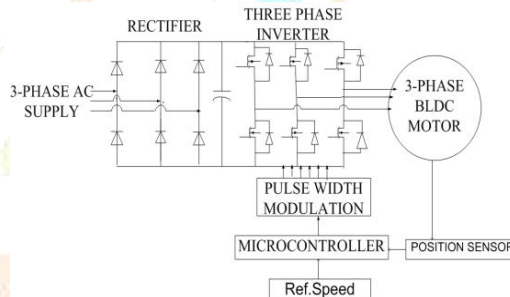 RECTIFIER
THREE PHASE
INVERTER
3-PHASE AC
SUPPLY
3-PHASE
BLDC
MOTOR
PULSE WIDTH
MODULATION
MICROCONTROLLER
POSITION SENSOR
Ref.Speed